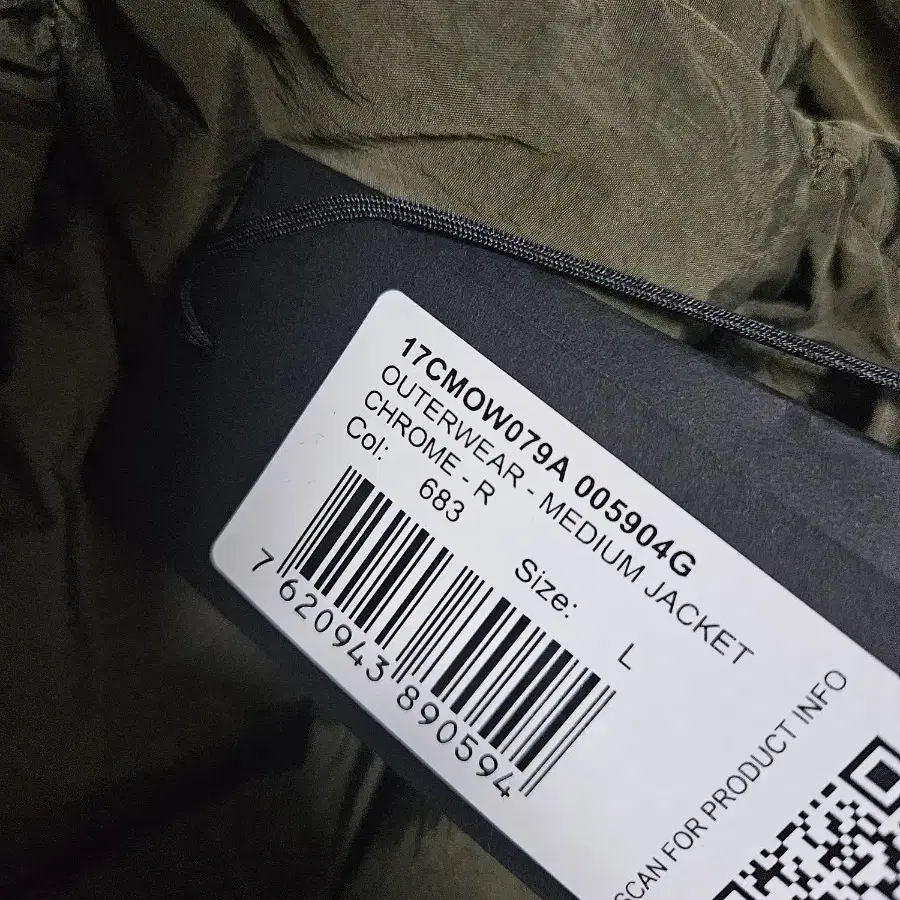 17CMOW079A 005904G
OUTERWEAR - MEDIUM JACKET
CHROME - R
Col: 683
Size: L
7 620943 890594
SCAN FOR PRODUCT INFO